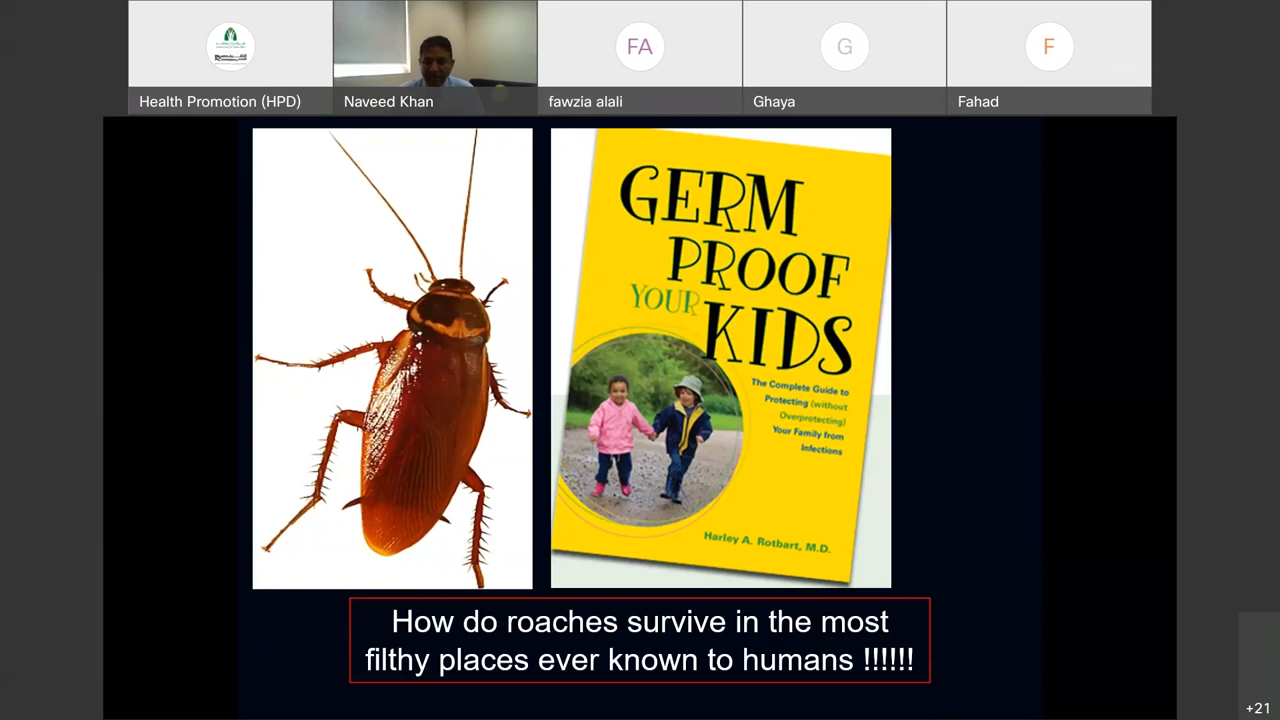 FA
G
F
Health Promotion (HPD)
Naveed Khan
fawzia alali
Ghaya
Fahad
GERM
PROOF
YOUR
KIDS
The Complete Guide to
Protecting (without
Overprotecting)
Your Family from
Infections
Harley A. Rotbart, M.D.
How do roaches survive in the most
filthy places ever known to humans !!!!!!
+21